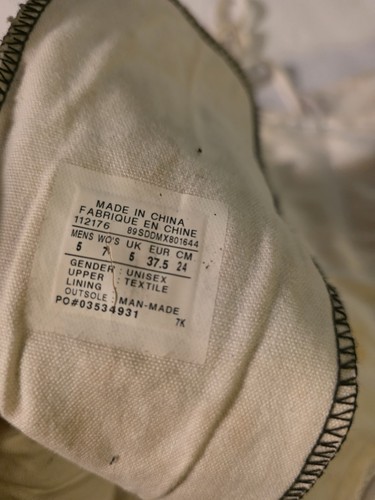 MADE IN CHINA
FABRIQUE EN CHINE
112176 89SDDMX801644
MENS WO'S UK EUR CM
5 7 5 37.5 24
GENDER : UNISEX
UPPER : TEXTILE
LINING
OUTSOLE : MAN-MADE
PO#03534931
7K